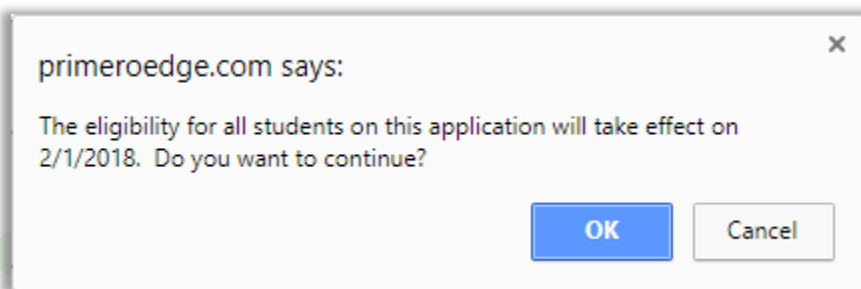 primeroedge.com says:
The eligibility for all students on this application will take effect on
2/1/2018.  Do you want to continue?
OK
Cancel